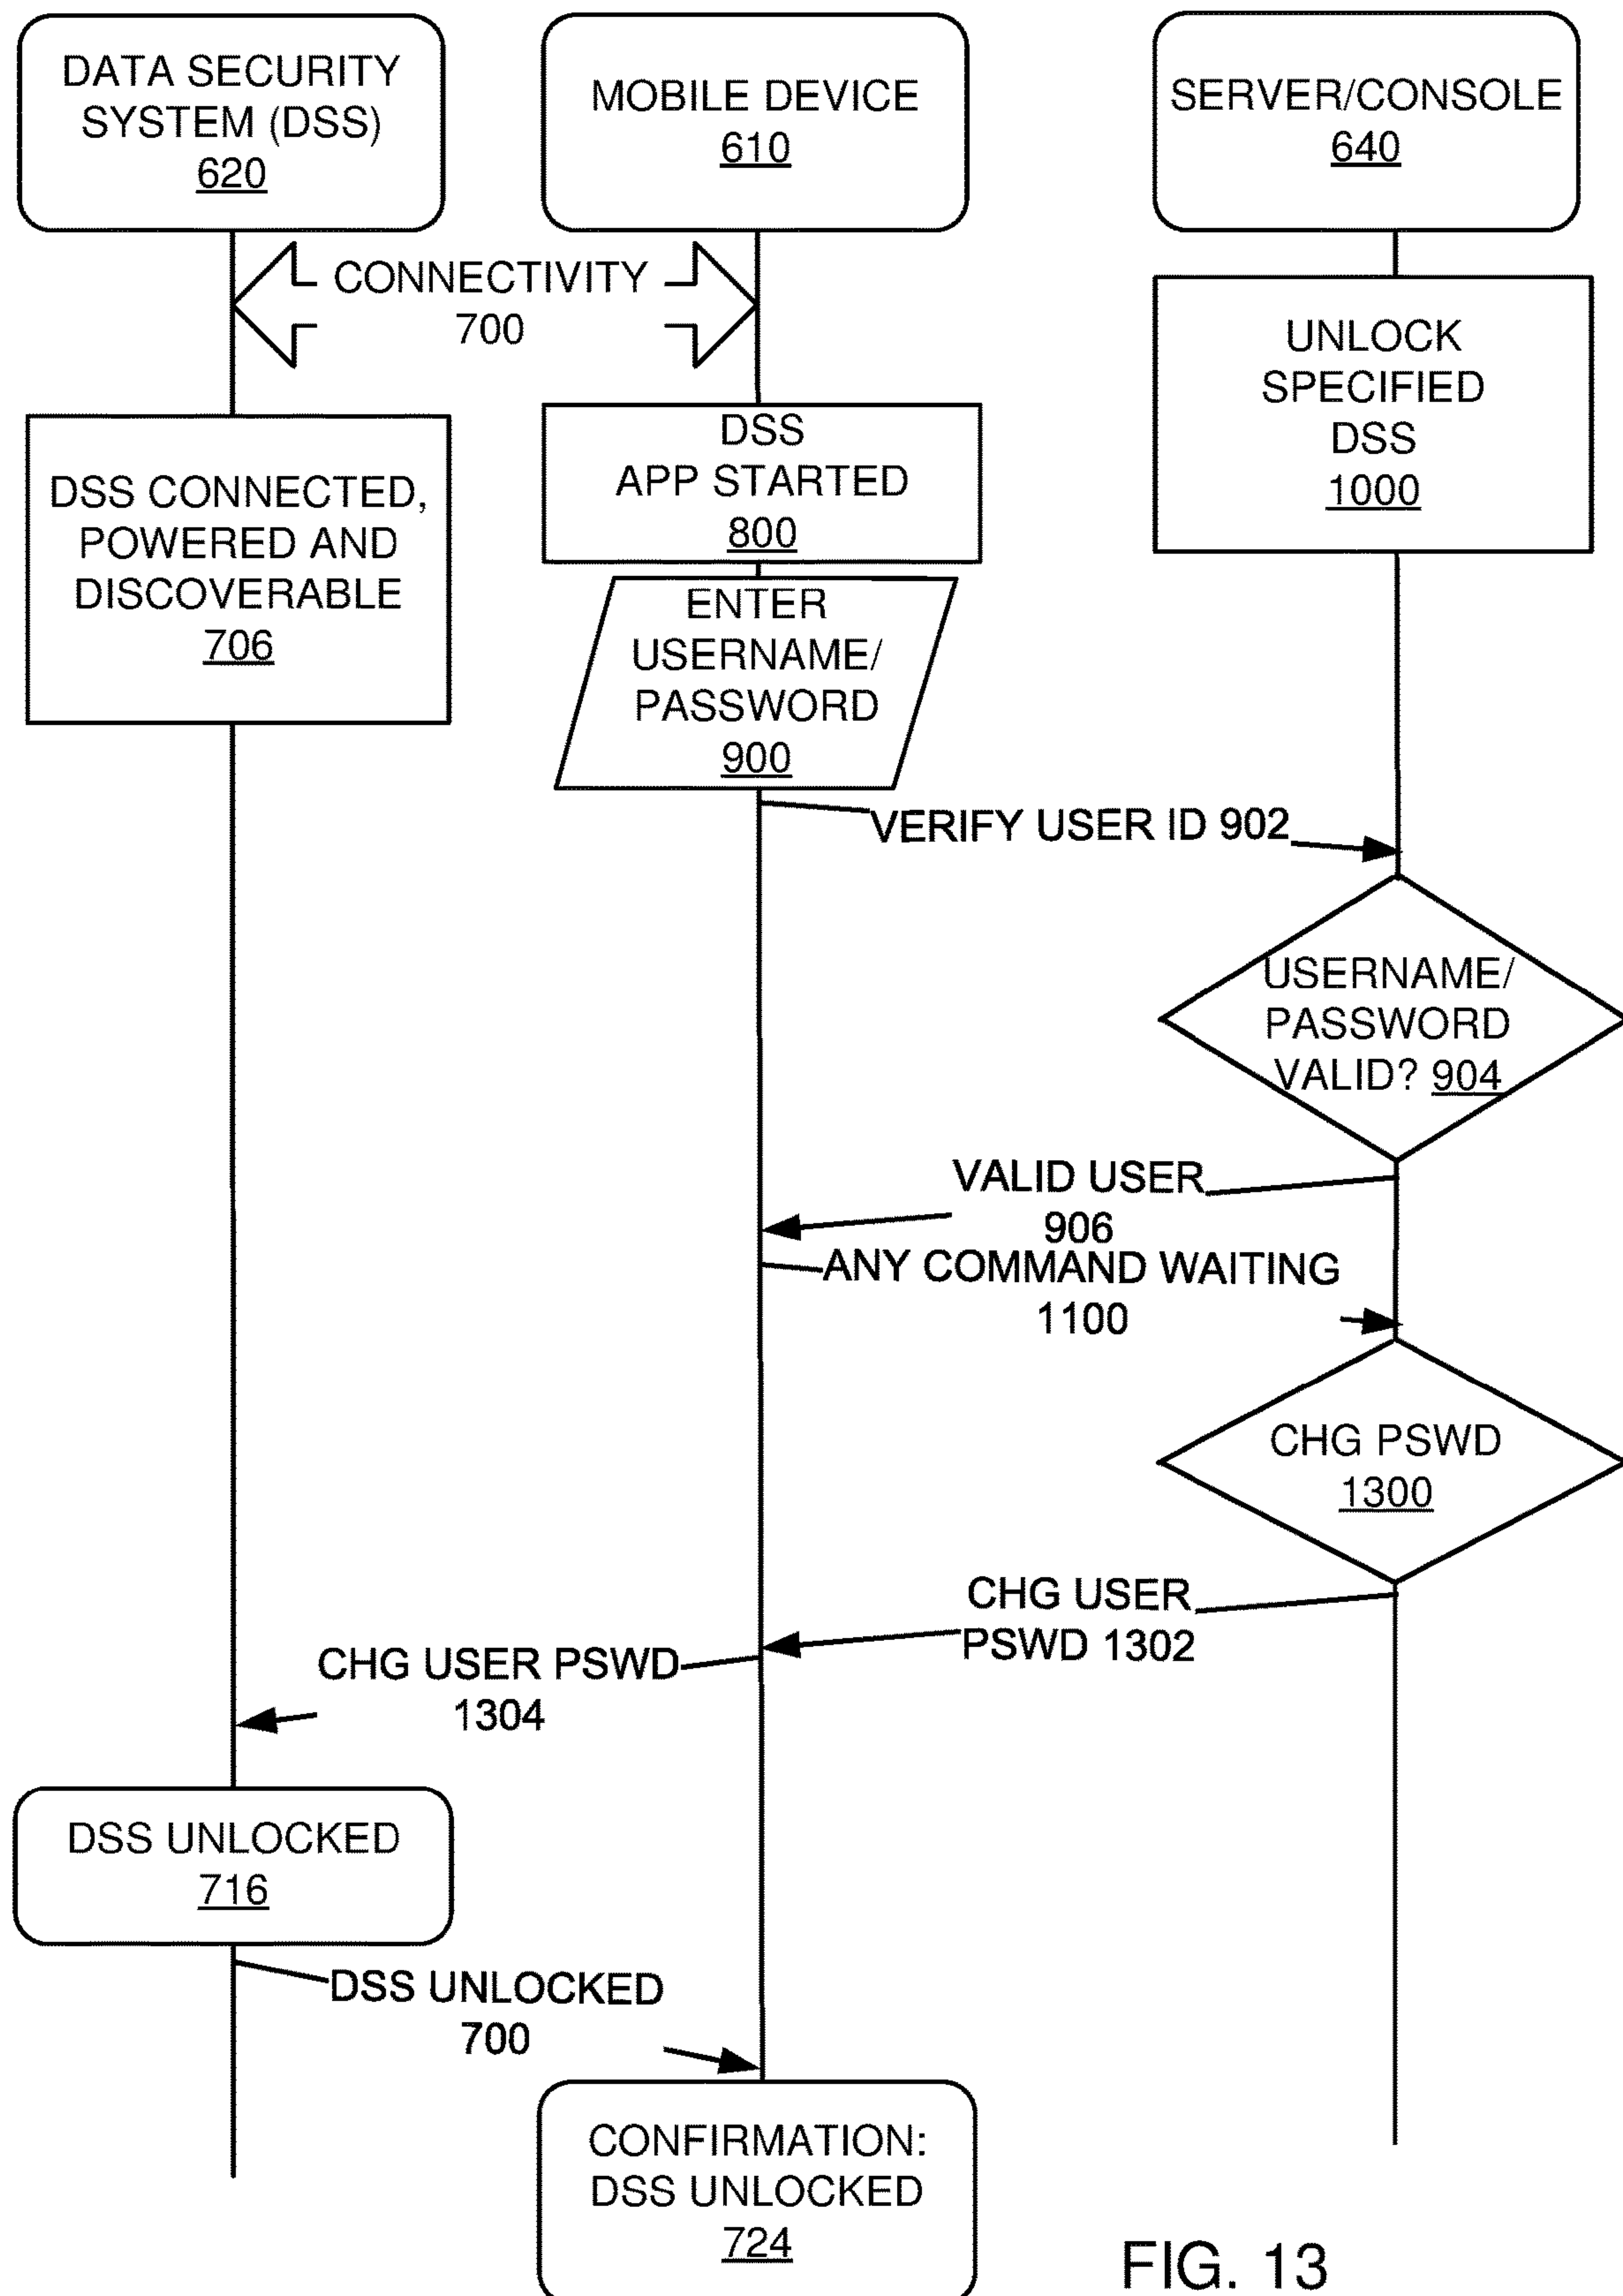 DATA SECURITY
SYSTEM (DSS)
620
MOBILE DEVICE
610
SERVER/CONSOLE
640
CONNECTIVITY
700
UNLOCK
SPECIFIED
DSS
1000
DSS CONNECTED,
POWERED AND
DISCOVERABLE
706
DSS
APP STARTED
800
ENTER
USERNAME/
PASSWORD
900
VERIFY USER ID 902
USERNAME/
PASSWORD
VALID? 904
VALID USER
906
ANY COMMAND WAITING
1100
CHG PSWD
1300
CHG USER
PSWD 1302
CHG USER PSWD
1304
DSS UNLOCKED
716
DSS UNLOCKED
700
CONFIRMATION:
DSS UNLOCKED
724
FIG. 13